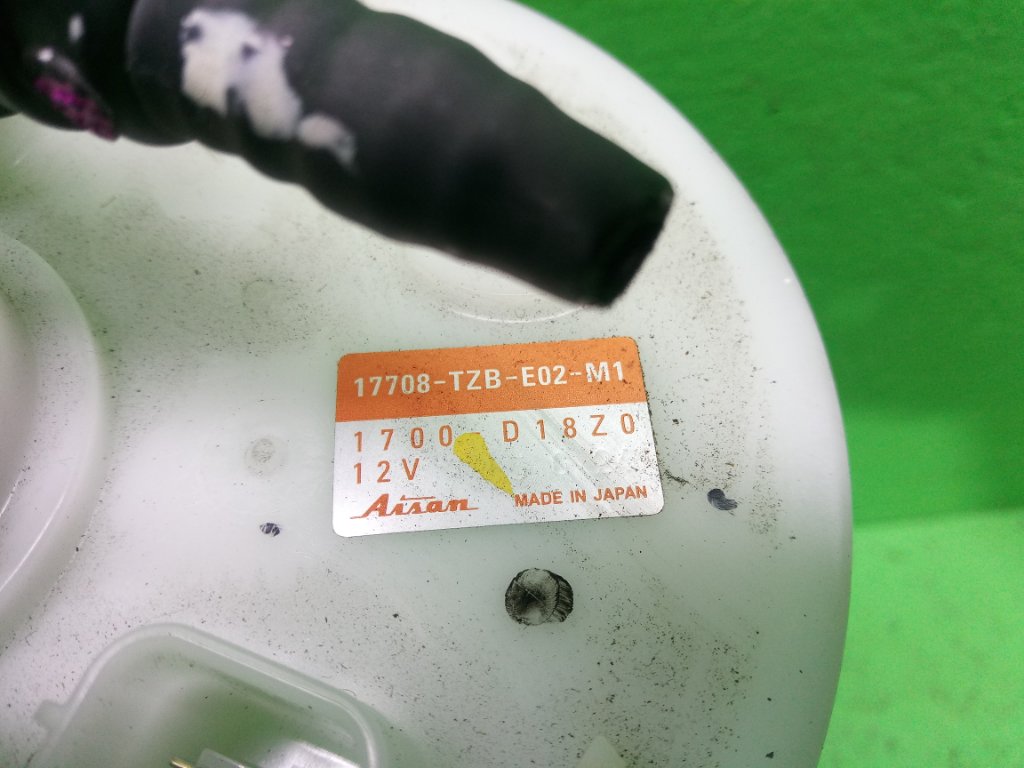 17708-TZB-E02-M1
1700 D18Z0
12V
Aisan MADE IN JAPAN